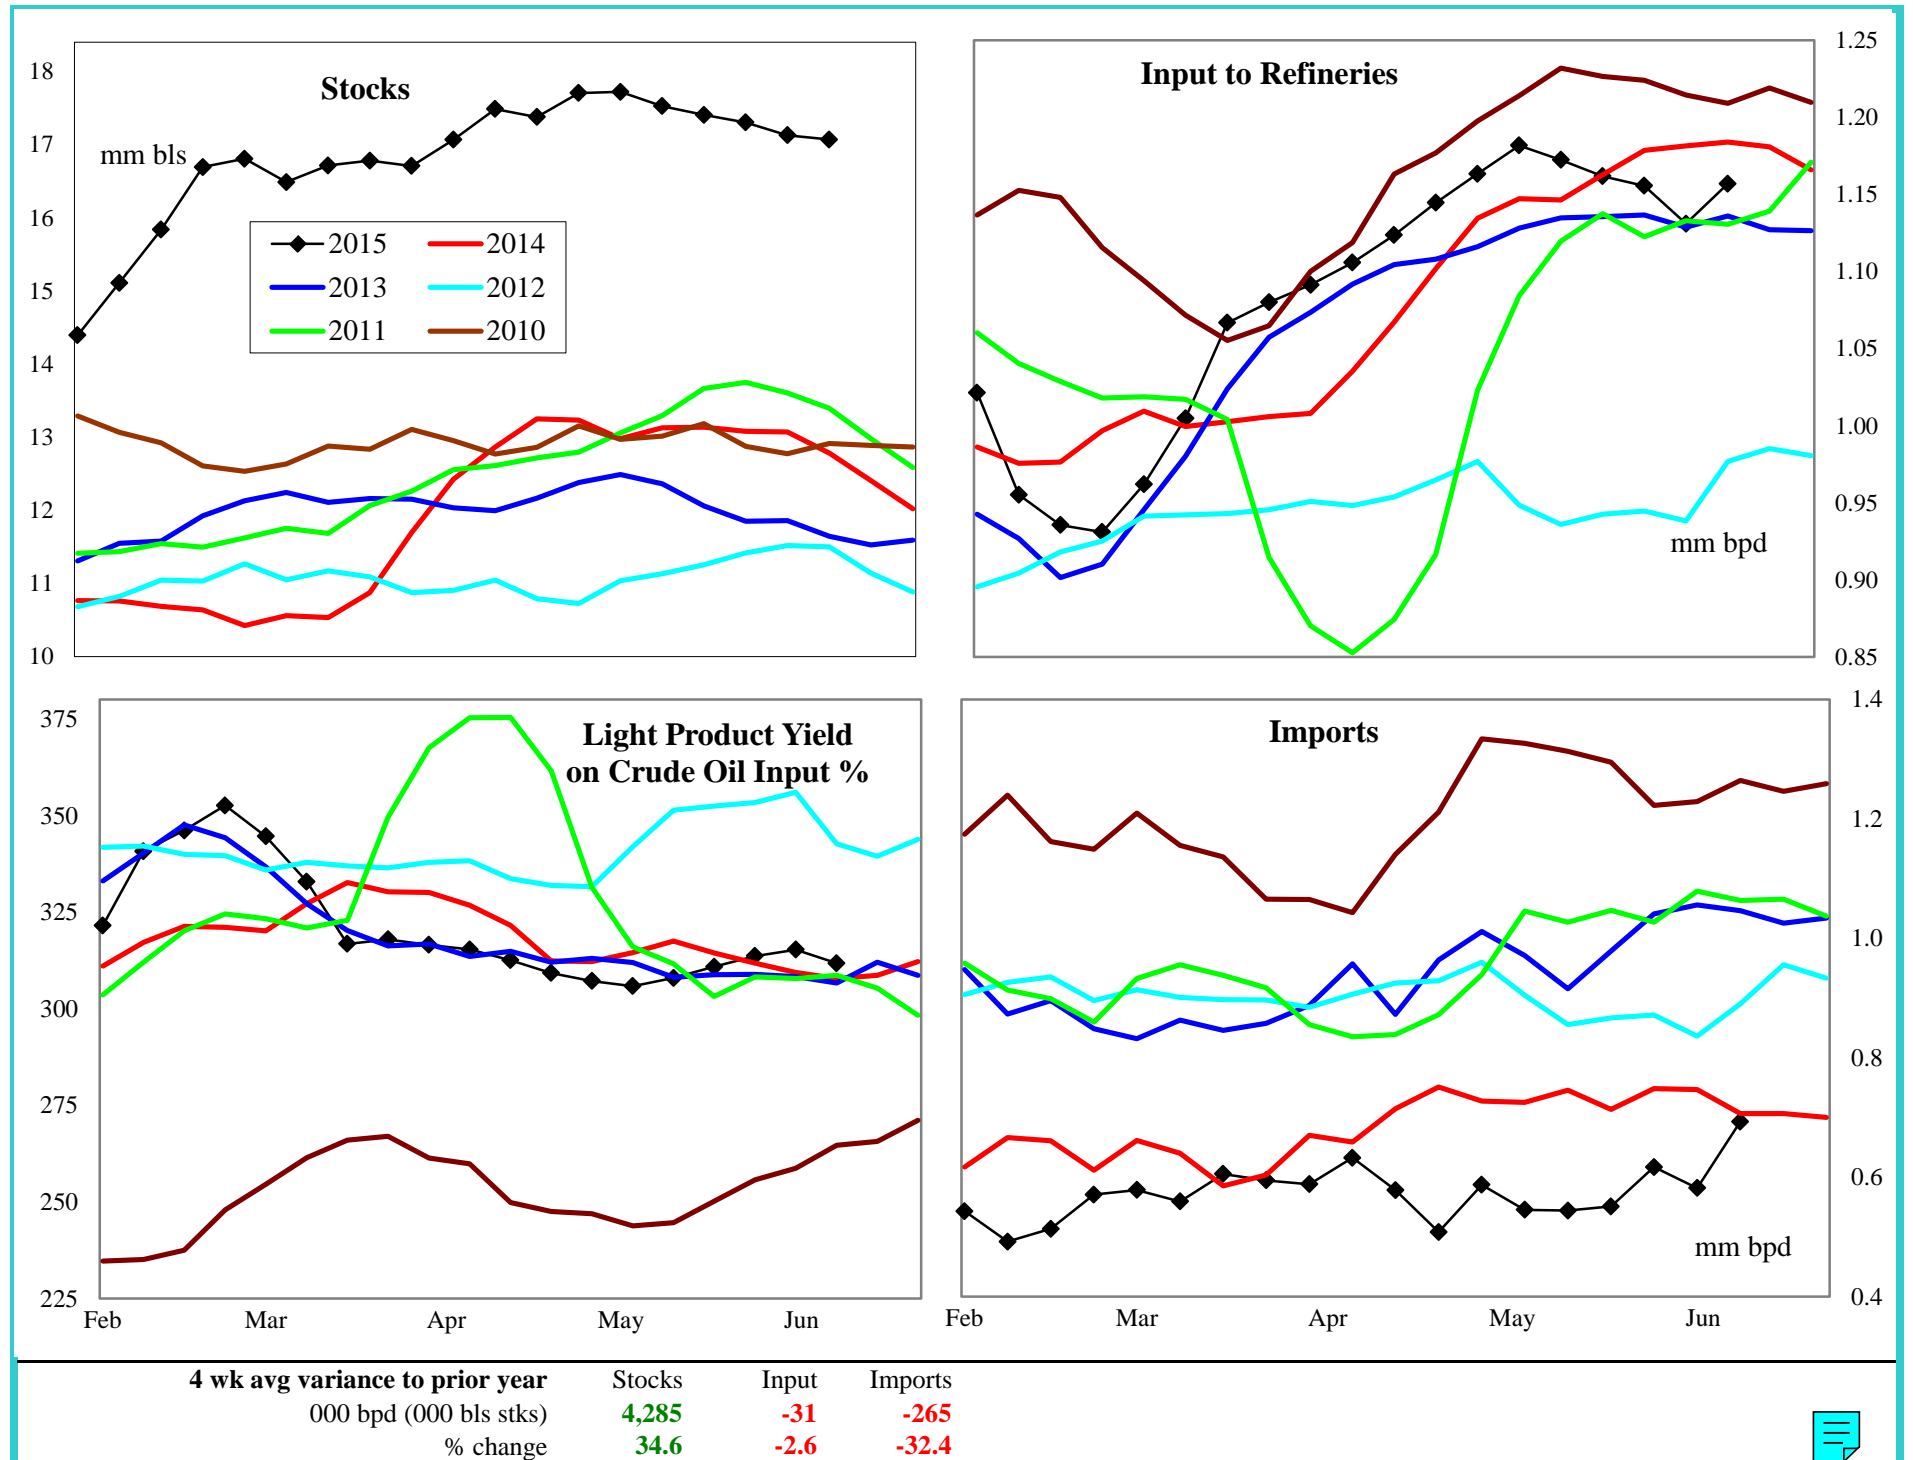 Stocks
18
17
16
15
14
13
12
11
10
mm bls
2015 2014
2013 2012
2011 2010
Input to Refineries
1.25
1.20
1.15
1.10
1.05
1.00
0.95
0.90
0.85
mm bpd
Light Product Yield
on Crude Oil Input %
375
350
325
300
275
250
225
Feb Mar Apr May Jun
Imports
1.4
1.2
1.0
0.8
0.6
0.4
mm bpd
Feb Mar Apr May Jun
4 wk avg variance to prior year Stocks Input Imports
000 bpd (000 bls stks) 4,285 -31 -265
% change 34.6 -2.6 -32.4